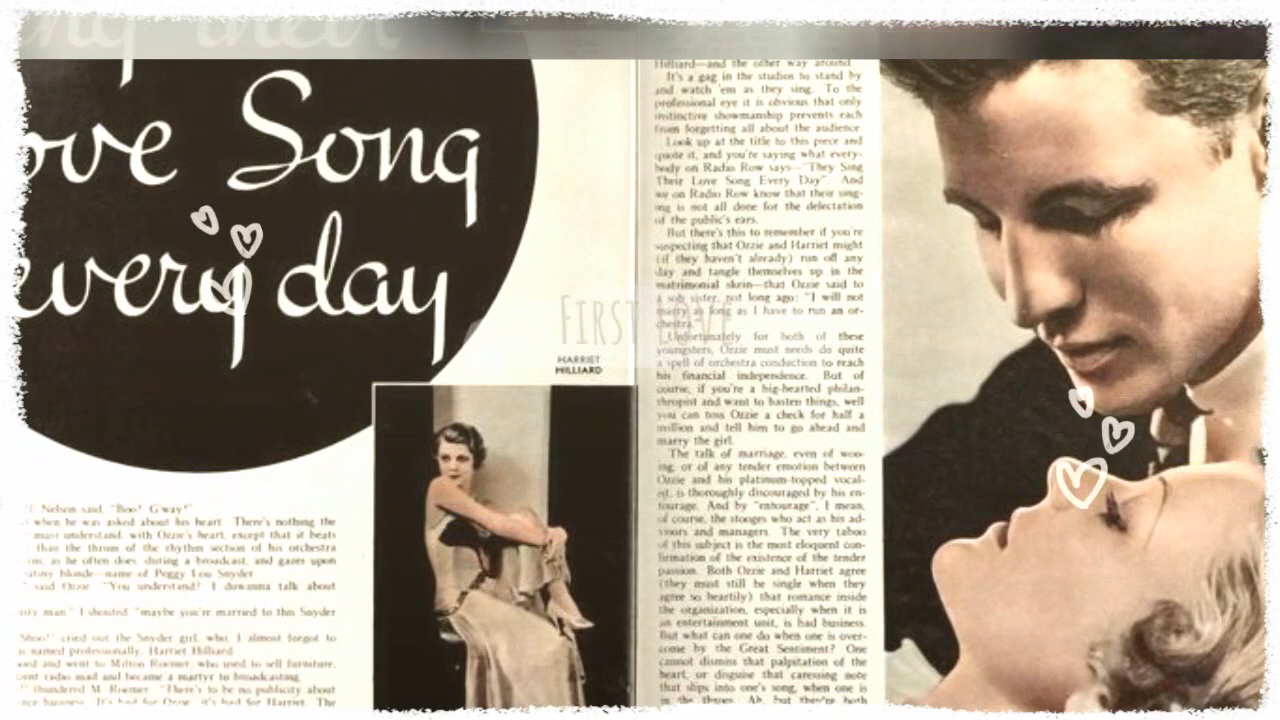 ing their
ove Song
every day
HARRIET
HILLIARD
First Love
E Nelson said "Boo! G'way!"
when he was asked about his heart. There's nothing the
must understand, with Ozzie's heart, except that it beats
than the thrum of the rhythm section of his orchestra
as he often does, during a broadcast, and gazes upon
blonde—name of Peggy Lou Snyder.
said Ozzie. "You understand? I duwanna talk about
man!" I shouted, "maybe you're married to this Snyder
cried out the Snyder girl, who, I almost forgot to
is named professionally, Harriet Hilliard.
and went to Milton Roemer, who used to sell furniture,
went radio mad and became a martyr to broadcasting.
thundered M. Roemer. "There's to be no publicity about
business. It's bad for Ozzie, it's bad for Harriet. The
Hilliard—and the other way around.
It's a gag in the studios to stand by
and watch 'em as they sing. To the
professional eye it is obvious that only
instinctive showmanship prevents each
from forgetting all about the audience.
Look up at the title to this piece and
quote it, and you're saying what every-
body on Radio Row says—"They Sing
Their Love Song Every Day." And
we on Radio Row know that their sing-
ing is not all done for the delectation
of the public's ears.
But there's this to remember if you're
suspecting that Ozzie and Harriet might
(if they haven't already) run off any
day and tangle themselves up in the
matrimonial skein—that Ozzie said to
a sob sister, not long ago: "I will not
marry as long as I have to run an or-
chestra."
Unfortunately for both of these
youngsters, Ozzie must needs do quite
a spell of orchestra conduction to reach
his financial independence. But of
course, if you're a big-hearted philan-
thropist and want to hasten things, well
you can toss Ozzie a check for half a
million and tell him to go ahead and
marry the girl.
The talk of marriage, even of woo-
ing, or of any tender emotion between
Ozzie and his platinum-topped vocal-
ist, is thoroughly discouraged by his en-
tourage. And by "entourage", I mean,
of course, the stooges who act as his ad-
visors and managers. The very taboo
of this subject is the most eloquent con-
firmation of the existence of the tender
passion. Both Ozzie and Harriet agree
(they must still be single when they
agree so heartily) that romance inside
the organization, especially when it is
an entertainment unit, is bad business.
But what can one do when one is over-
come by the Great Sentiment? One
cannot dismiss that palpitation of the
heart, or disguise that caressing note
that slips into one's song, when one is
in the throes. Ah, but they're both